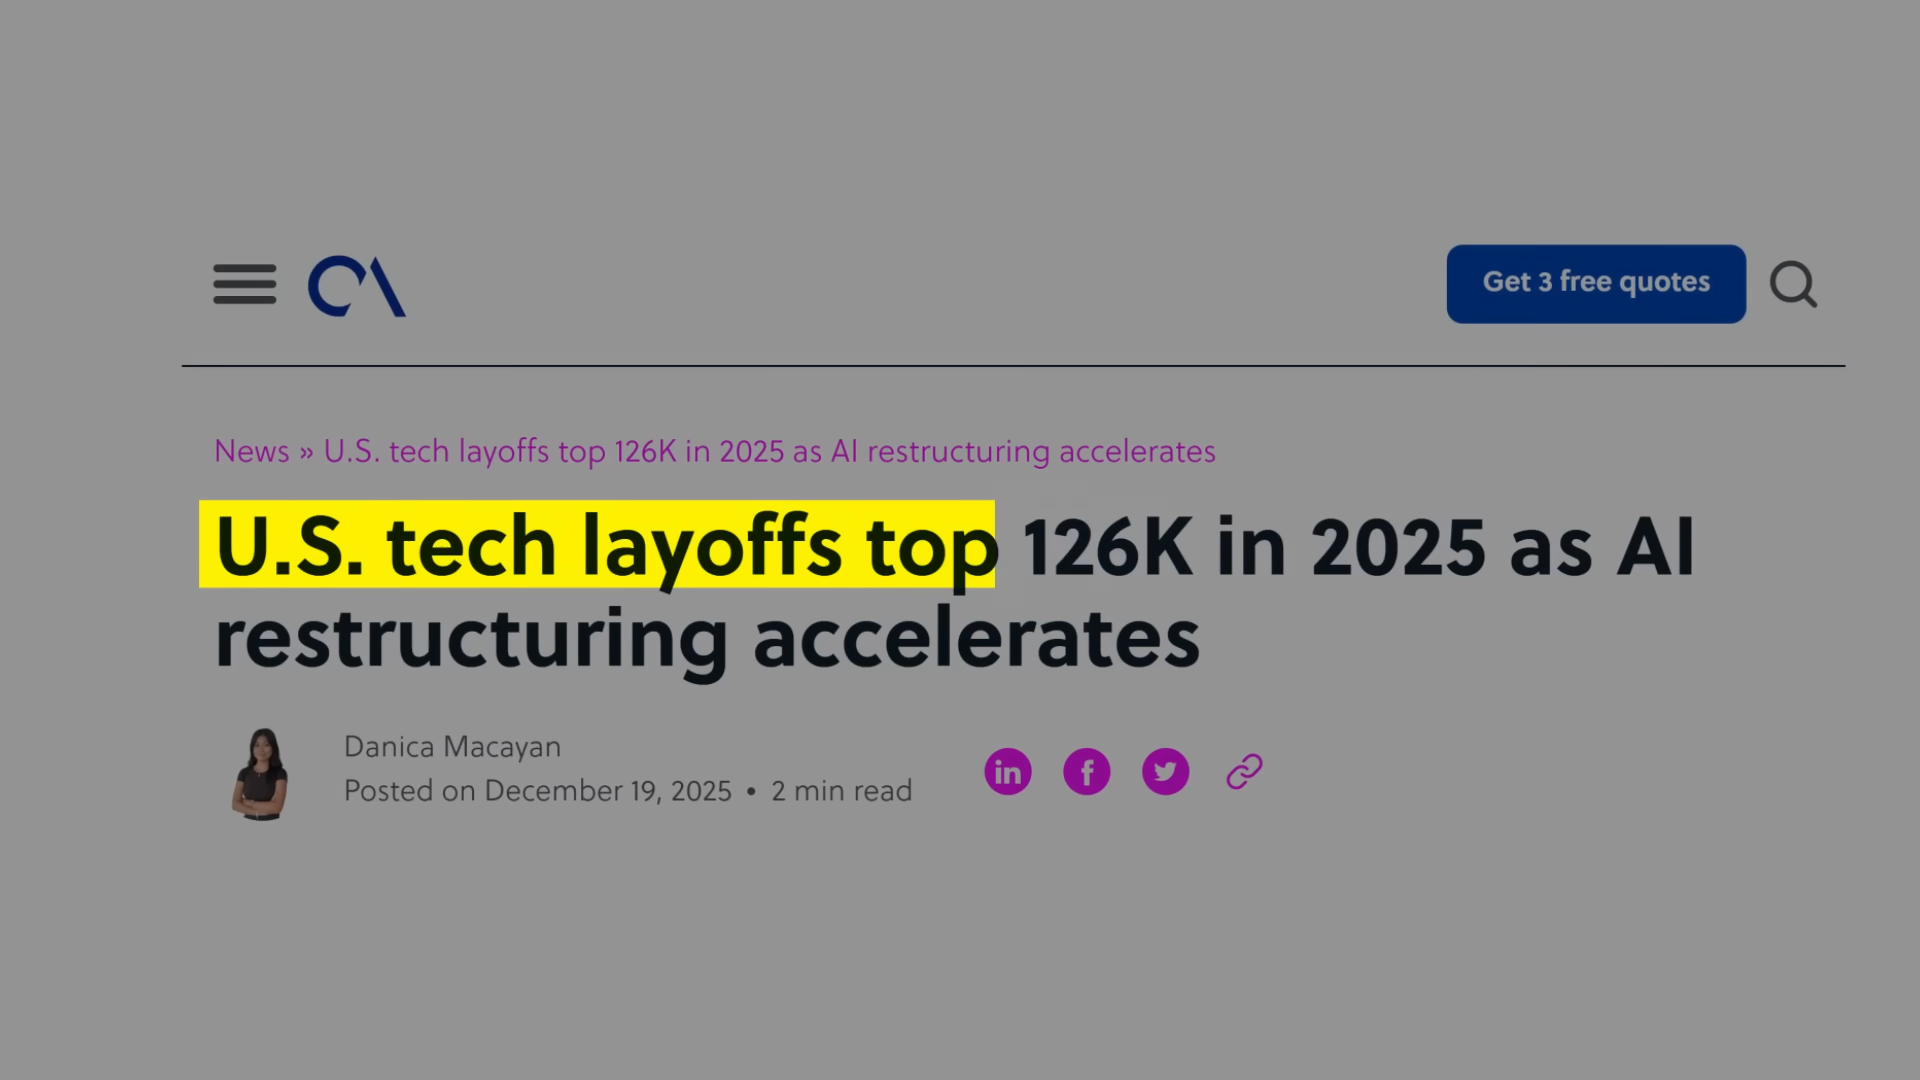 Get 3 free quotes
News » U.S. tech layoffs top 126K in 2025 as AI restructuring accelerates
U.S. tech layoffs top 126K in 2025 as AI
restructuring accelerates
Danica Macayan
Posted on December 19, 2025 • 2 min read